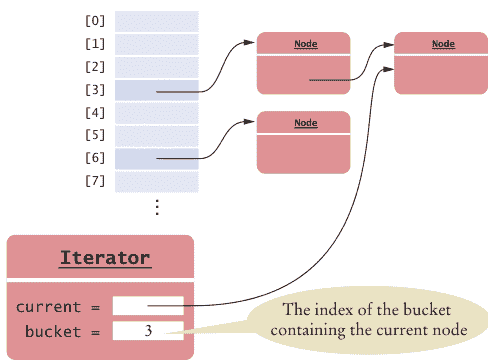 [0]
[1]
[2]
[3]
[4]
[5]
[6]
[7]
Node
Node
Node
Iterator
current =
bucket = 3
The index of the bucket
containing the current node